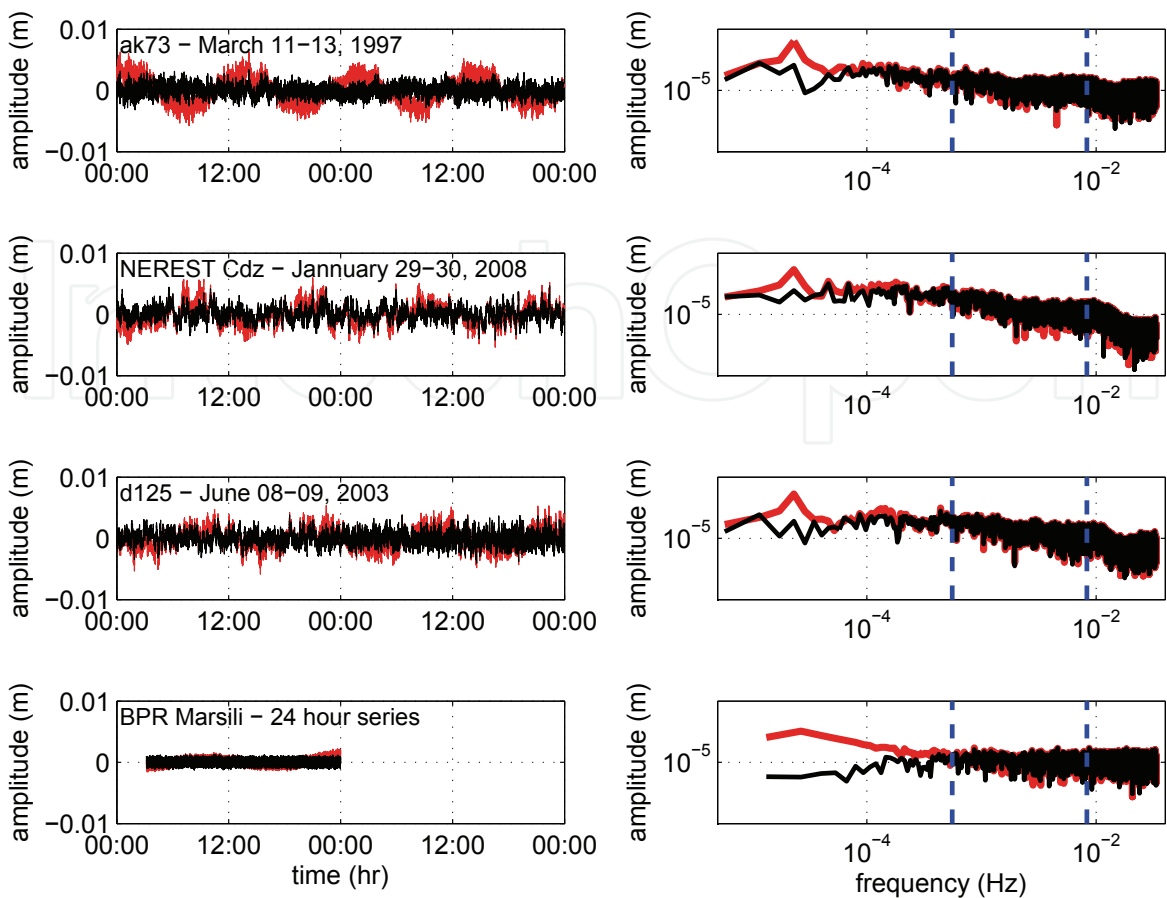 amplitude (m)
0.01
0
−0.01
ak73 − March 11−13, 1997
00:00 12:00 00:00 12:00 00:00
amplitude (m)
10⁻⁵
10⁻⁴ 10⁻²
amplitude (m)
0.01
0
−0.01
NEREST Cdz − Jannuary 29−30, 2008
00:00 12:00 00:00 12:00 00:00
amplitude (m)
10⁻⁵
10⁻⁴ 10⁻²
amplitude (m)
0.01
0
−0.01
d125 − June 08−09, 2003
00:00 12:00 00:00 12:00 00:00
amplitude (m)
10⁻⁵
10⁻⁴ 10⁻²
amplitude (m)
0.01
0
−0.01
BPR Marsili − 24 hour series
00:00 12:00 00:00 12:00 00:00
time (hr)
amplitude (m)
10⁻⁵
10⁻⁴ 10⁻²
frequency (Hz)